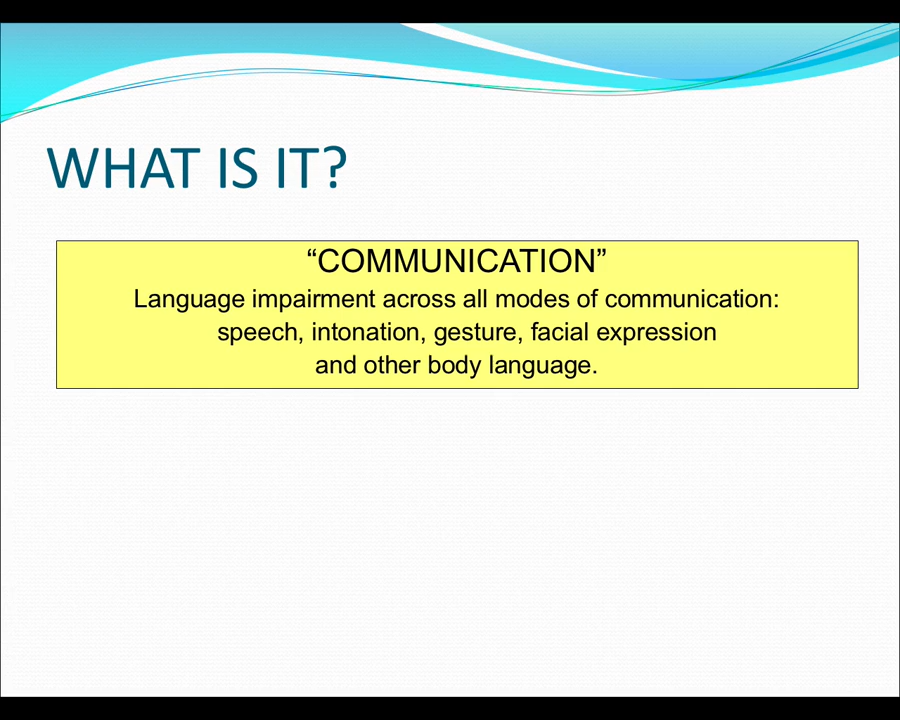 WHAT IS IT?
“COMMUNICATION”
Language impairment across all modes of communication:
speech, intonation, gesture, facial expression
and other body language.